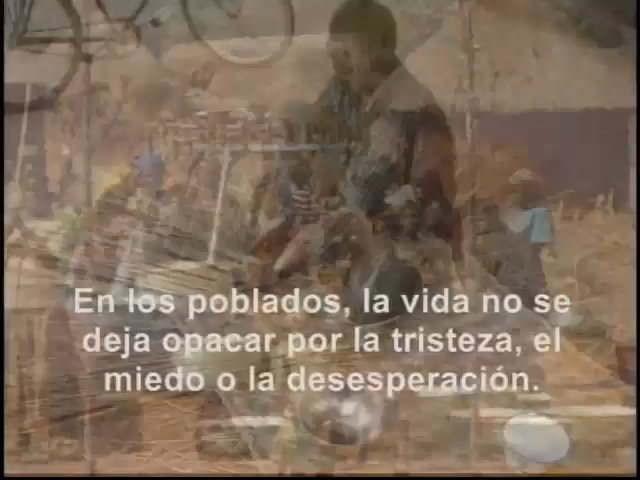 En los poblados, la vida no se
deja opacar por la tristeza, el
miedo o la desesperación.